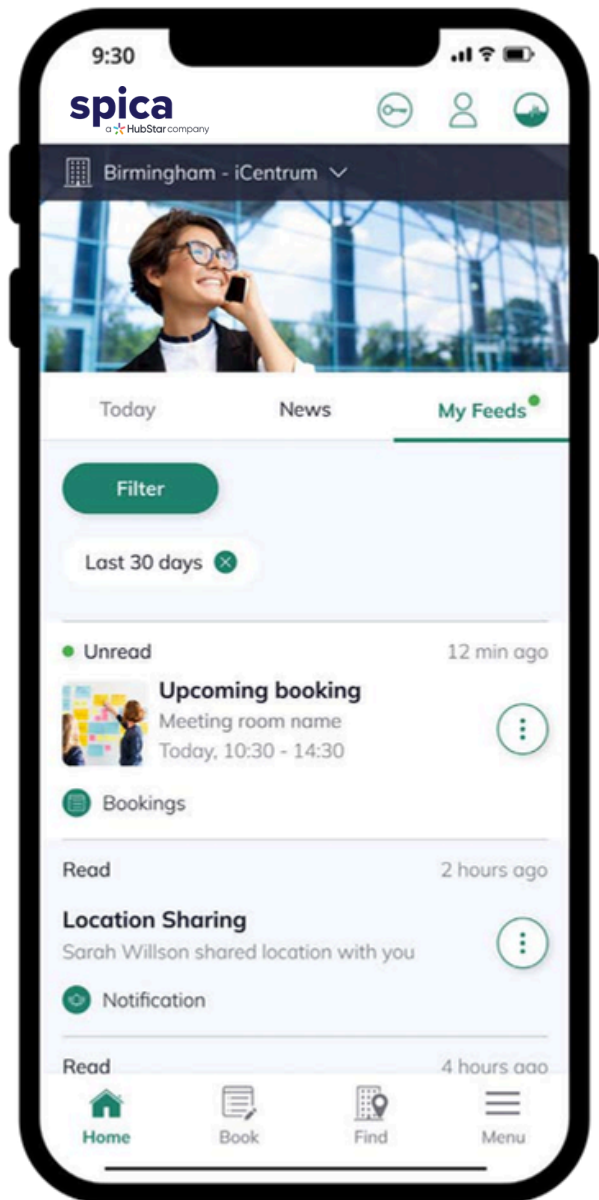 9:30
spica
a HubStar company
Birmingham - iCentrum
Today News My Feeds
Filter
Last 30 days
Unread 12 min ago
Upcoming booking
Meeting room name
Today, 10:30 - 14:30
Bookings
Read 2 hours ago
Location Sharing
Sarah Willson shared location with you
Notification
Read 4 hours ago
Home Book Find Menu